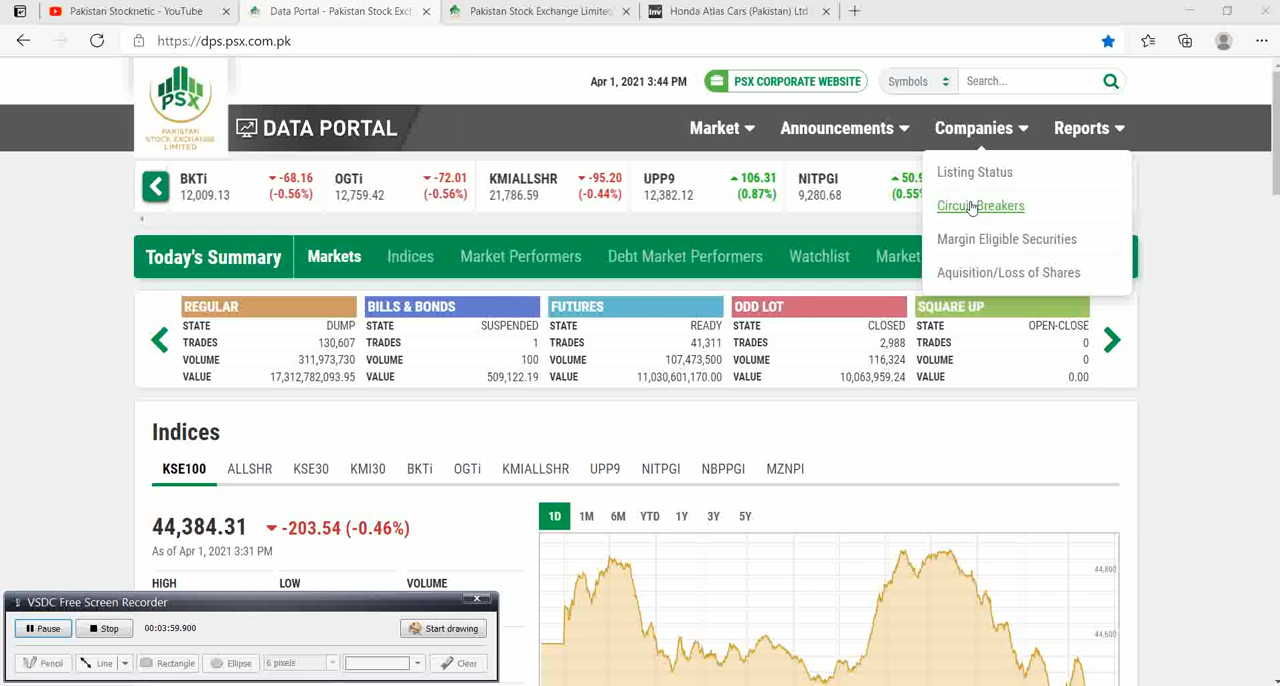 Pakistan Stocknetic - YouTube
Data Portal - Pakistan Stock Exc
Pakistan Stock Exchange Limited
Honda Atlas Cars (Pakistan) Ltd
https://dps.psx.com.pk
PSX
PAKISTAN
STOCK EXCHANGE
LIMITED
Apr 1, 2021 3:44 PM
PSX CORPORATE WEBSITE
Symbols
Search...
DATA PORTAL
Market
Announcements
Companies
Reports
Listing Status
Circuit Breakers
Margin Eligible Securities
Aquisition/Loss of Shares
BKTi -68.16
12,009.13 (-0.56%)
OGTi -72.01
12,759.42 (-0.56%)
KMIALLSHR -95.20
21,786.59 (-0.44%)
UPP9 106.31
12,382.12 (0.87%)
NITPGI 50.9
9,280.68 (0.55%
Today's Summary Markets Indices Market Performers Debt Market Performers Watchlist Market
REGULAR
STATE DUMP
TRADES 130,607
VOLUME 311,973,730
VALUE 17,312,782,093.95
BILLS & BONDS
STATE SUSPENDED
TRADES 1
VOLUME 100
VALUE 509,122.19
FUTURES
STATE READY
TRADES 41,311
VOLUME 107,473,500
VALUE 11,030,601,170.00
ODD LOT
STATE CLOSED
TRADES 2,988
VOLUME 116,324
VALUE 10,063,959.24
SQUARE UP
STATE OPEN-CLOSE
TRADES 0
VOLUME 0
VALUE 0.00
Indices
KSE100 ALLSHR KSE30 KMI30 BKTi OGTi KMIALLSHR UPP9 NITPGI NBPPGI MZNPI
44,384.31 -203.54 (-0.46%)
As of Apr 1, 2021 3:31 PM
HIGH LOW VOLUME
1D 1M 6M YTD 1Y 3Y 5Y
44,800
44,600
VSDC Free Screen Recorder
Pause Stop 00:03:59.900 Start drawing
Pencil Line Rectangle Ellipse 6 pixels Clear